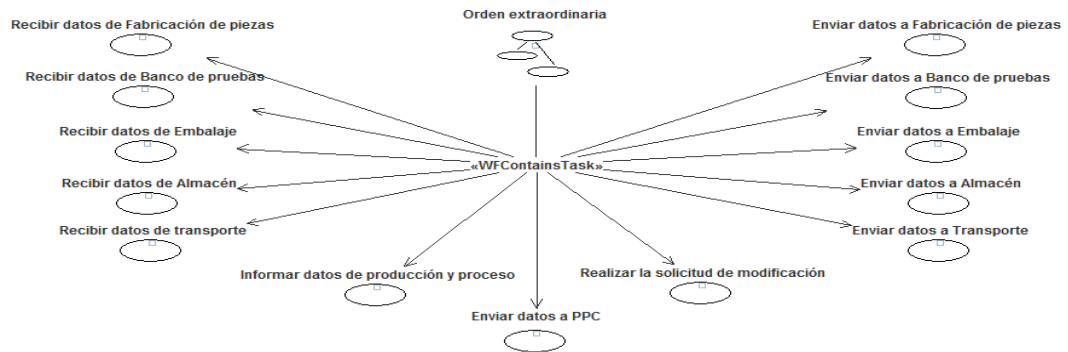 Orden extraordinaria
Recibir datos de Fabricación de piezas
Enviar datos a Fabricación de piezas
Recibir datos de Banco de pruebas
Enviar datos a Banco de pruebas
Recibir datos de Embalaje
Enviar datos a Embalaje
«WFContainsTask»
Recibir datos de Almacén
Enviar datos a Almacén
Recibir datos de transporte
Enviar datos a Transporte
Informar datos de producción y proceso
Realizar la solicitud de modificación
Enviar datos a PPC